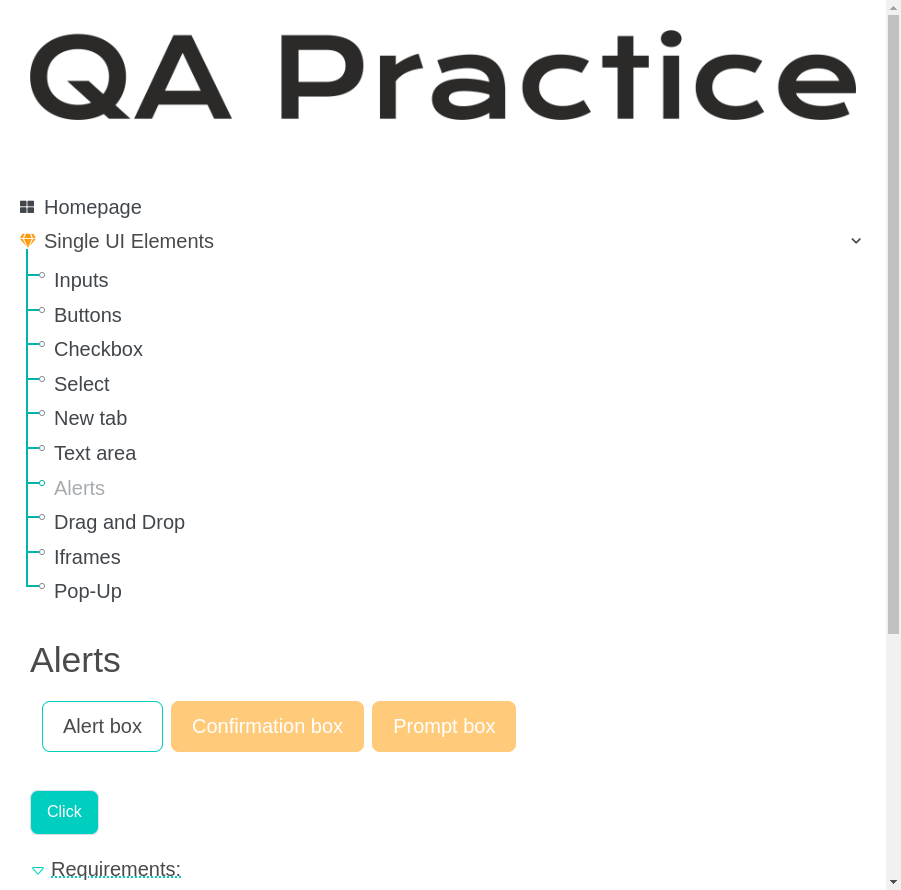 QA Practice
Homepage
Single UI Elements
Inputs
Buttons
Checkbox
Select
New tab
Text area
Alerts
Drag and Drop
Iframes
Pop-Up
Alerts
Alert box Confirmation box Prompt box
Click
Requirements: